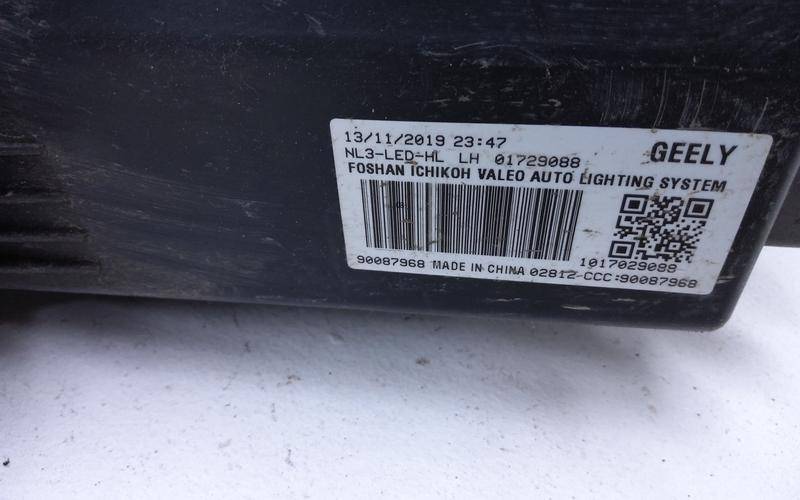 13/11/2019 23:47
GEELY
NL3-LED-HL LH 01729088
FOSHAN ICHIKOH VALEO AUTO LIGHTING SYSTEM
1017029088
90087968 MADE IN CHINA 02812-CCC:90087968